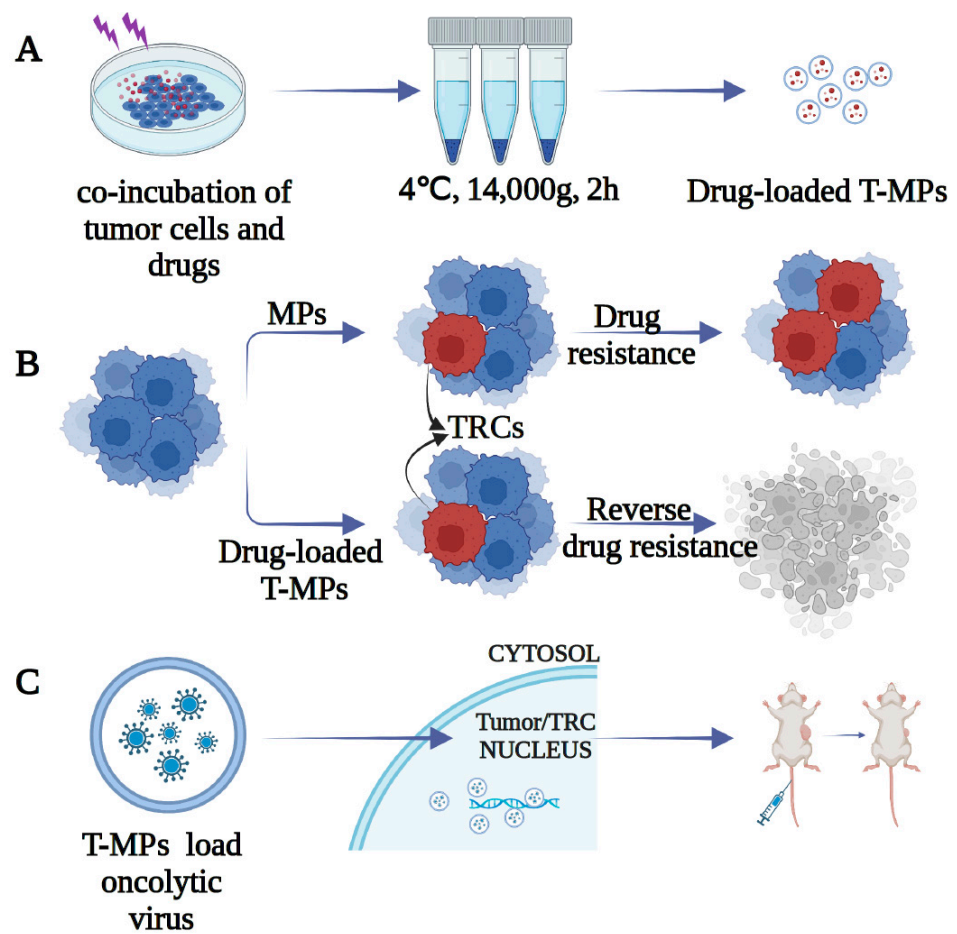 A
co-incubation of
tumor cells and
drugs
4°C, 14,000g, 2h
Drug-loaded T-MPs
B
MPs
Drug
resistance
TRCs
Drug-loaded
T-MPs
Reverse
drug resistance
C
T-MPs load
oncolytic
virus
CYTOSOL
Tumor/TRC
NUCLEUS